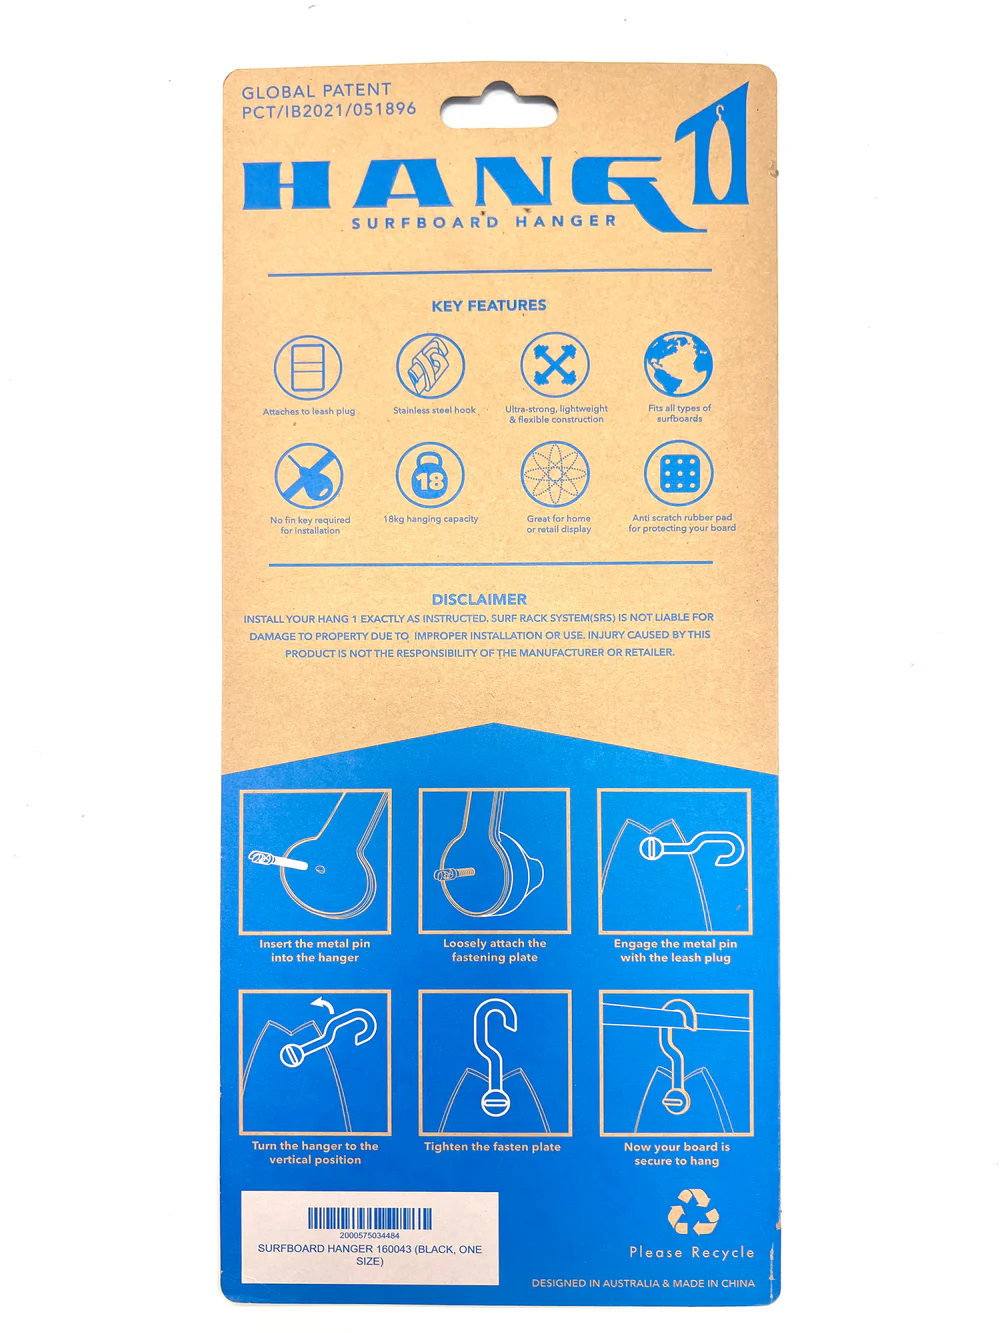 GLOBAL PATENT
PCT/IB2021/051896
HANG 1
SURFBOARD HANGER
KEY FEATURES
Attaches to leash plug
Stainless steel hook
Ultra-strong, lightweight
& flexible construction
Fits all types of
surfboards
No fin key required
for installation
18
18kg hanging capacity
Great for home
or retail display
Anti scratch rubber pad
for protecting your board
DISCLAIMER
INSTALL YOUR HANG 1 EXACTLY AS INSTRUCTED. SURF RACK SYSTEM(SRS) IS NOT LIABLE FOR
DAMAGE TO PROPERTY DUE TO IMPROPER INSTALLATION OR USE. INJURY CAUSED BY THIS
PRODUCT IS NOT THE RESPONSIBILITY OF THE MANUFACTURER OR RETAILER.
Insert the metal pin
into the hanger
Loosely attach the
fastening plate
Engage the metal pin
with the leash plug
Turn the hanger to the
vertical position
Tighten the fasten plate
Now your board is
secure to hang
2000575034484
SURFBOARD HANGER 160043 (BLACK, ONE
SIZE)
Please Recycle
DESIGNED IN AUSTRALIA & MADE IN CHINA